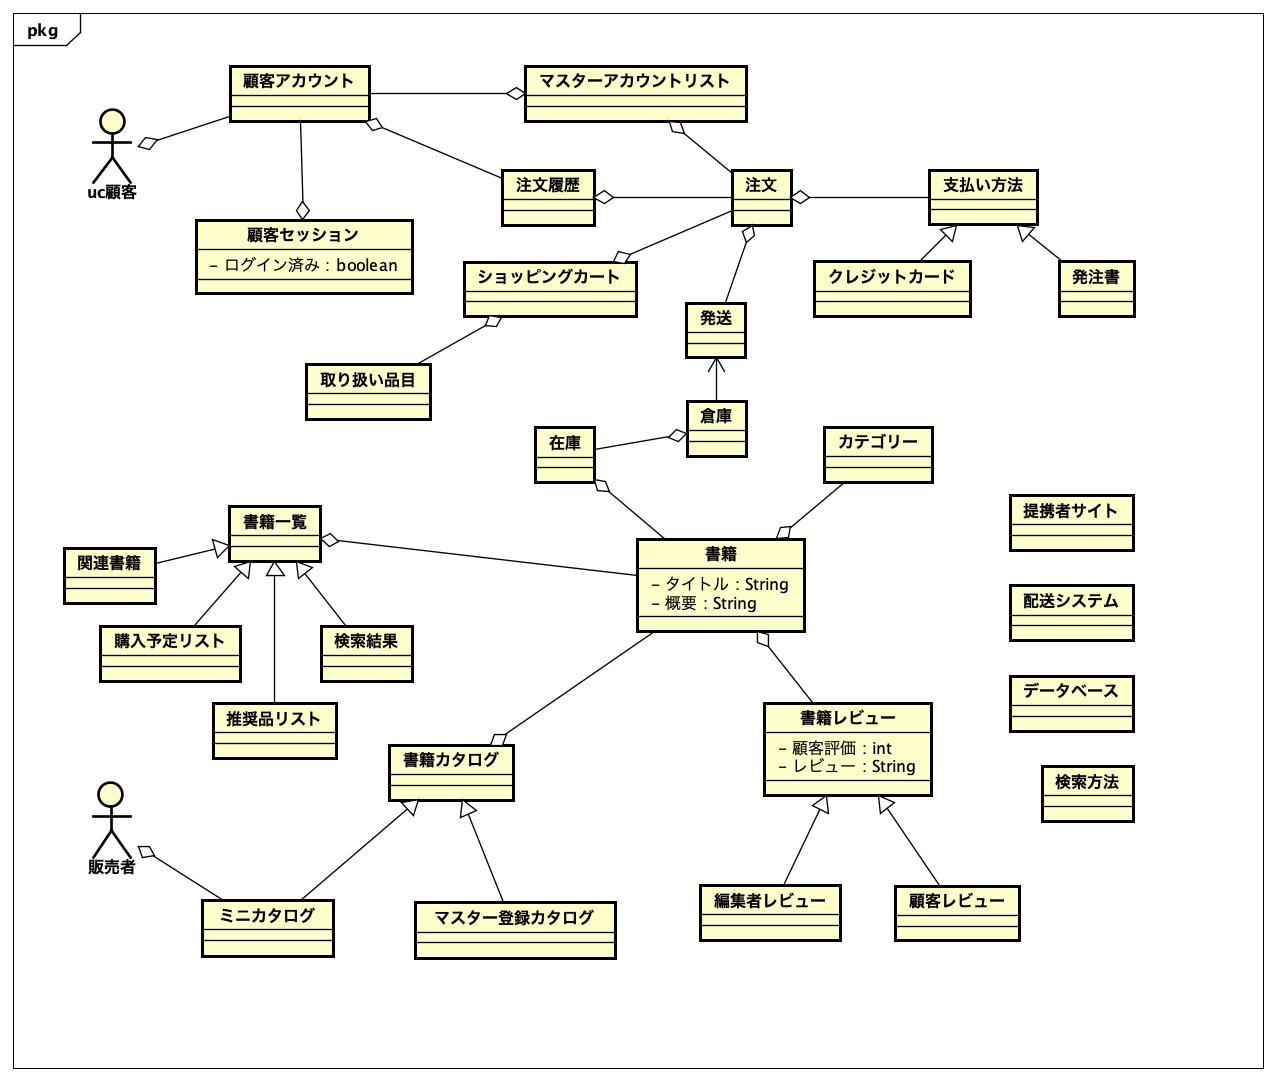 pkg
顧客アカウント
マスターアカウントリスト
uc顧客
注文履歴
注文
支払い方法
顧客セッション
- ログイン済み : boolean
ショッピングカート
クレジットカード
発注書
発送
取り扱い品目
倉庫
在庫
カテゴリー
書籍一覧
提携者サイト
関連書籍
書籍
- タイトル : String
- 概要 : String
配送システム
購入予定リスト
検索結果
データベース
推奨品リスト
書籍レビュー
- 顧客評価 : int
- レビュー : String
書籍カタログ
検索方法
販売者
ミニカタログ
マスター登録カタログ
編集者レビュー
顧客レビュー